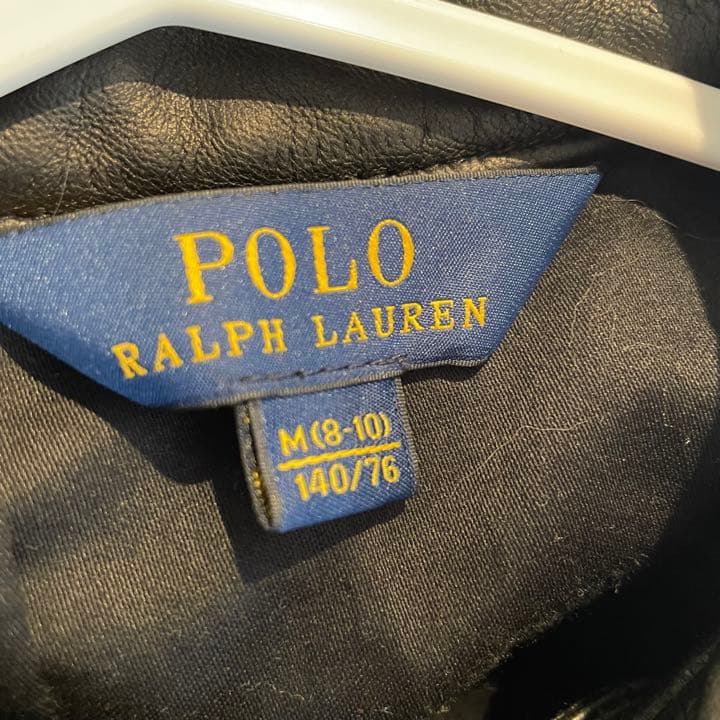 POLO
RALPH LAUREN
M(8-10)
140/76